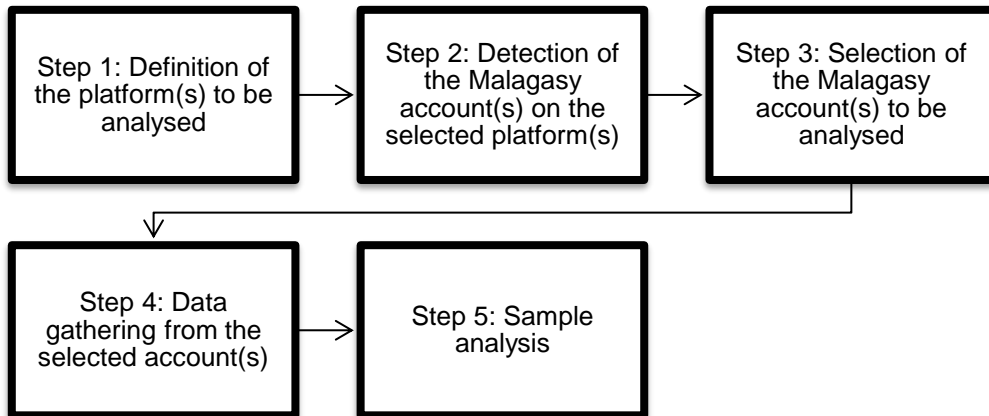 Step 1: Definition of
the platform(s) to be
analysed
Step 2: Detection of
the Malagasy
account(s) on the
selected platform(s)
Step 3: Selection of
the Malagasy
account(s) to be
analysed
Step 4: Data
gathering from the
selected account(s)
Step 5: Sample
analysis